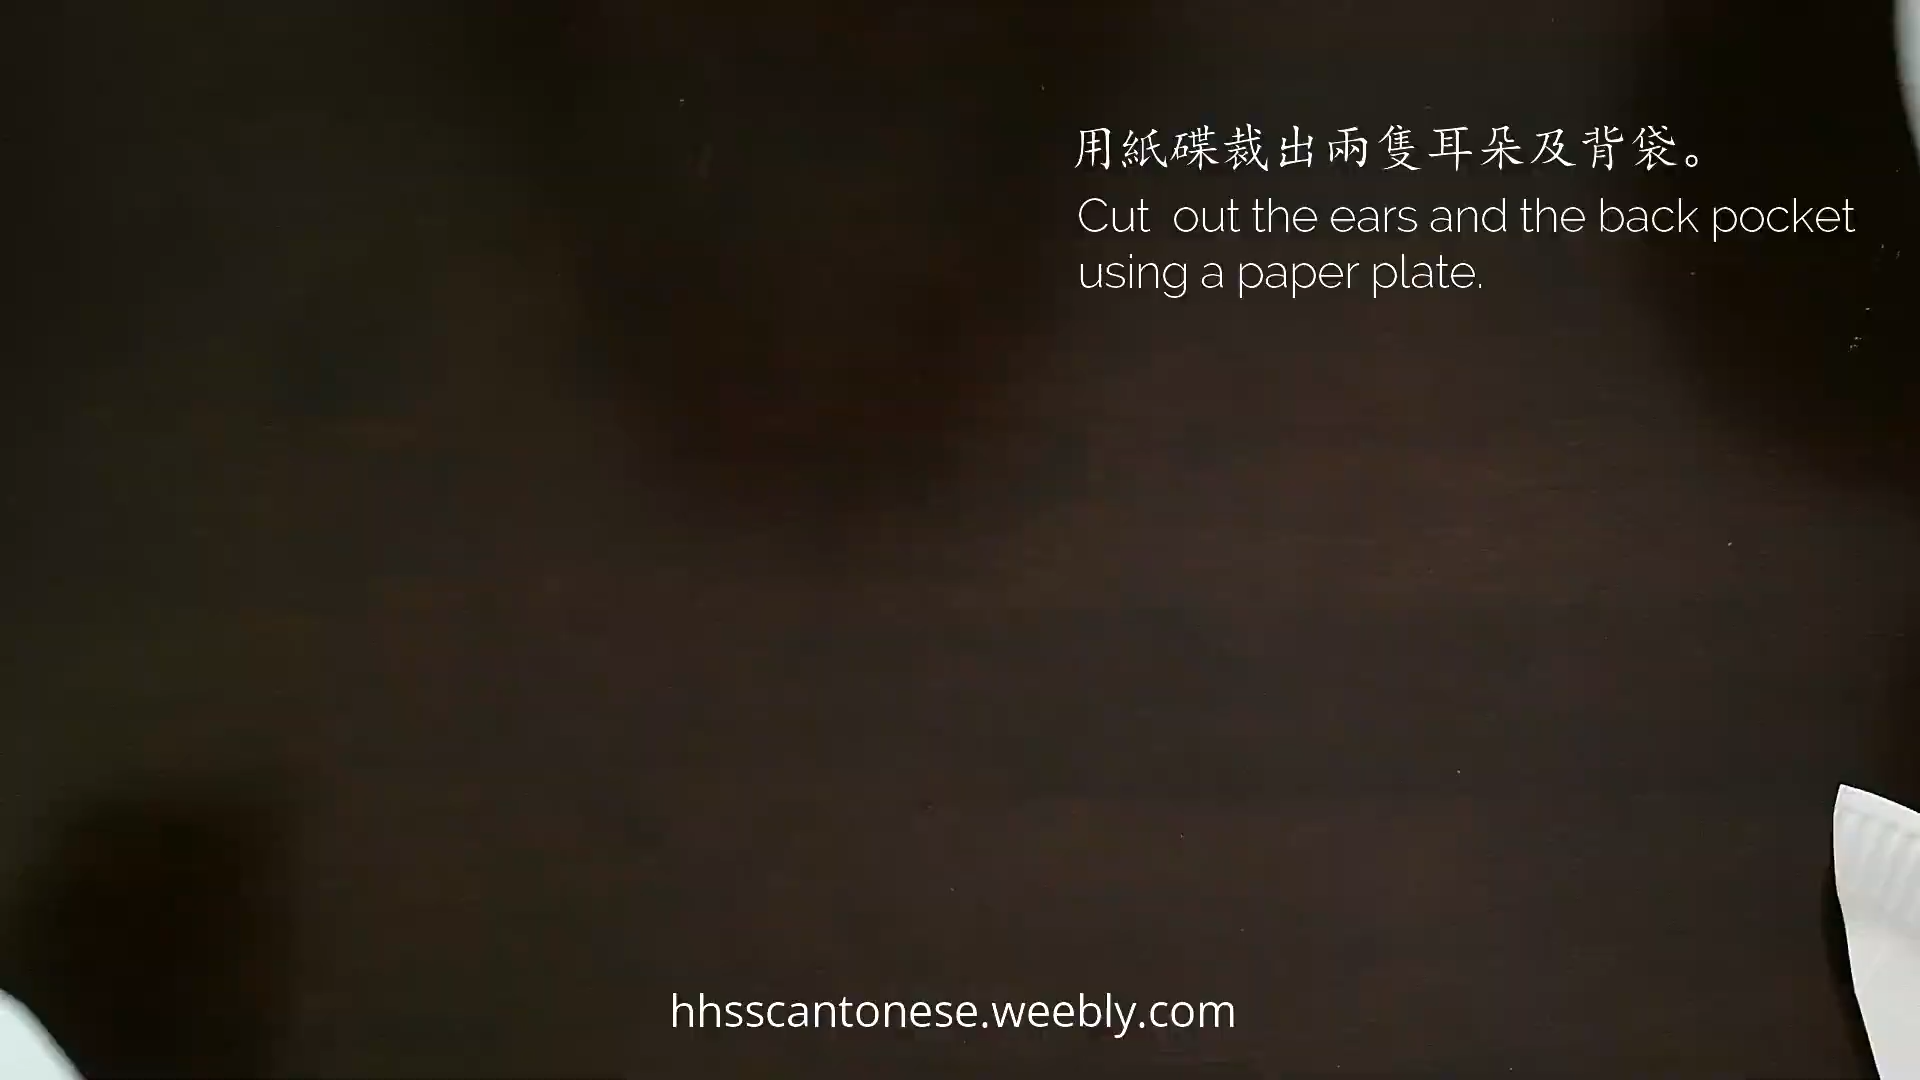 用紙碟裁出兩隻耳朵及背袋。
Cut out the ears and the back pocket
using a paper plate.
hhsscantonese.weebly.com